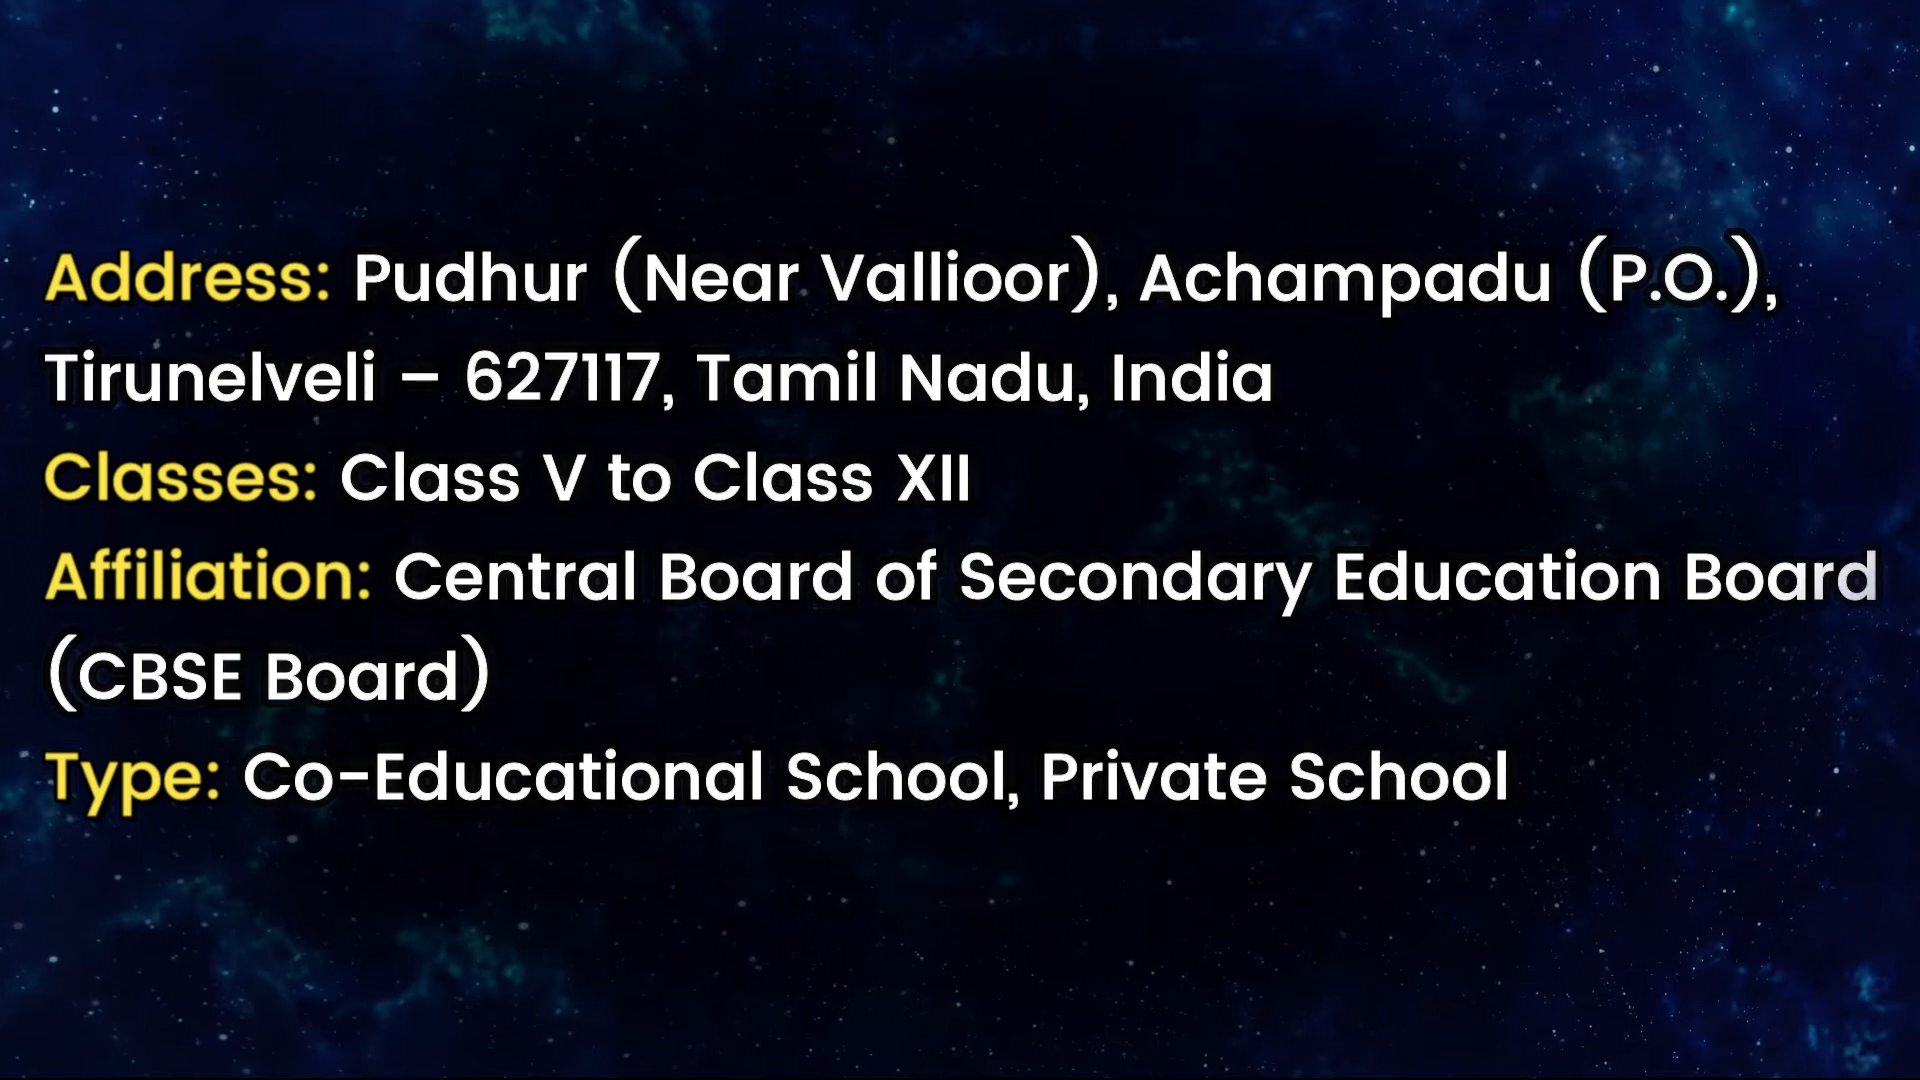 Address: Pudhur (Near Vallioor), Achampadu (P.O.),
Tirunelveli – 627117, Tamil Nadu, India
Classes: Class V to Class XII
Affiliation: Central Board of Secondary Education Board
(CBSE Board)
Type: Co-Educational School, Private School